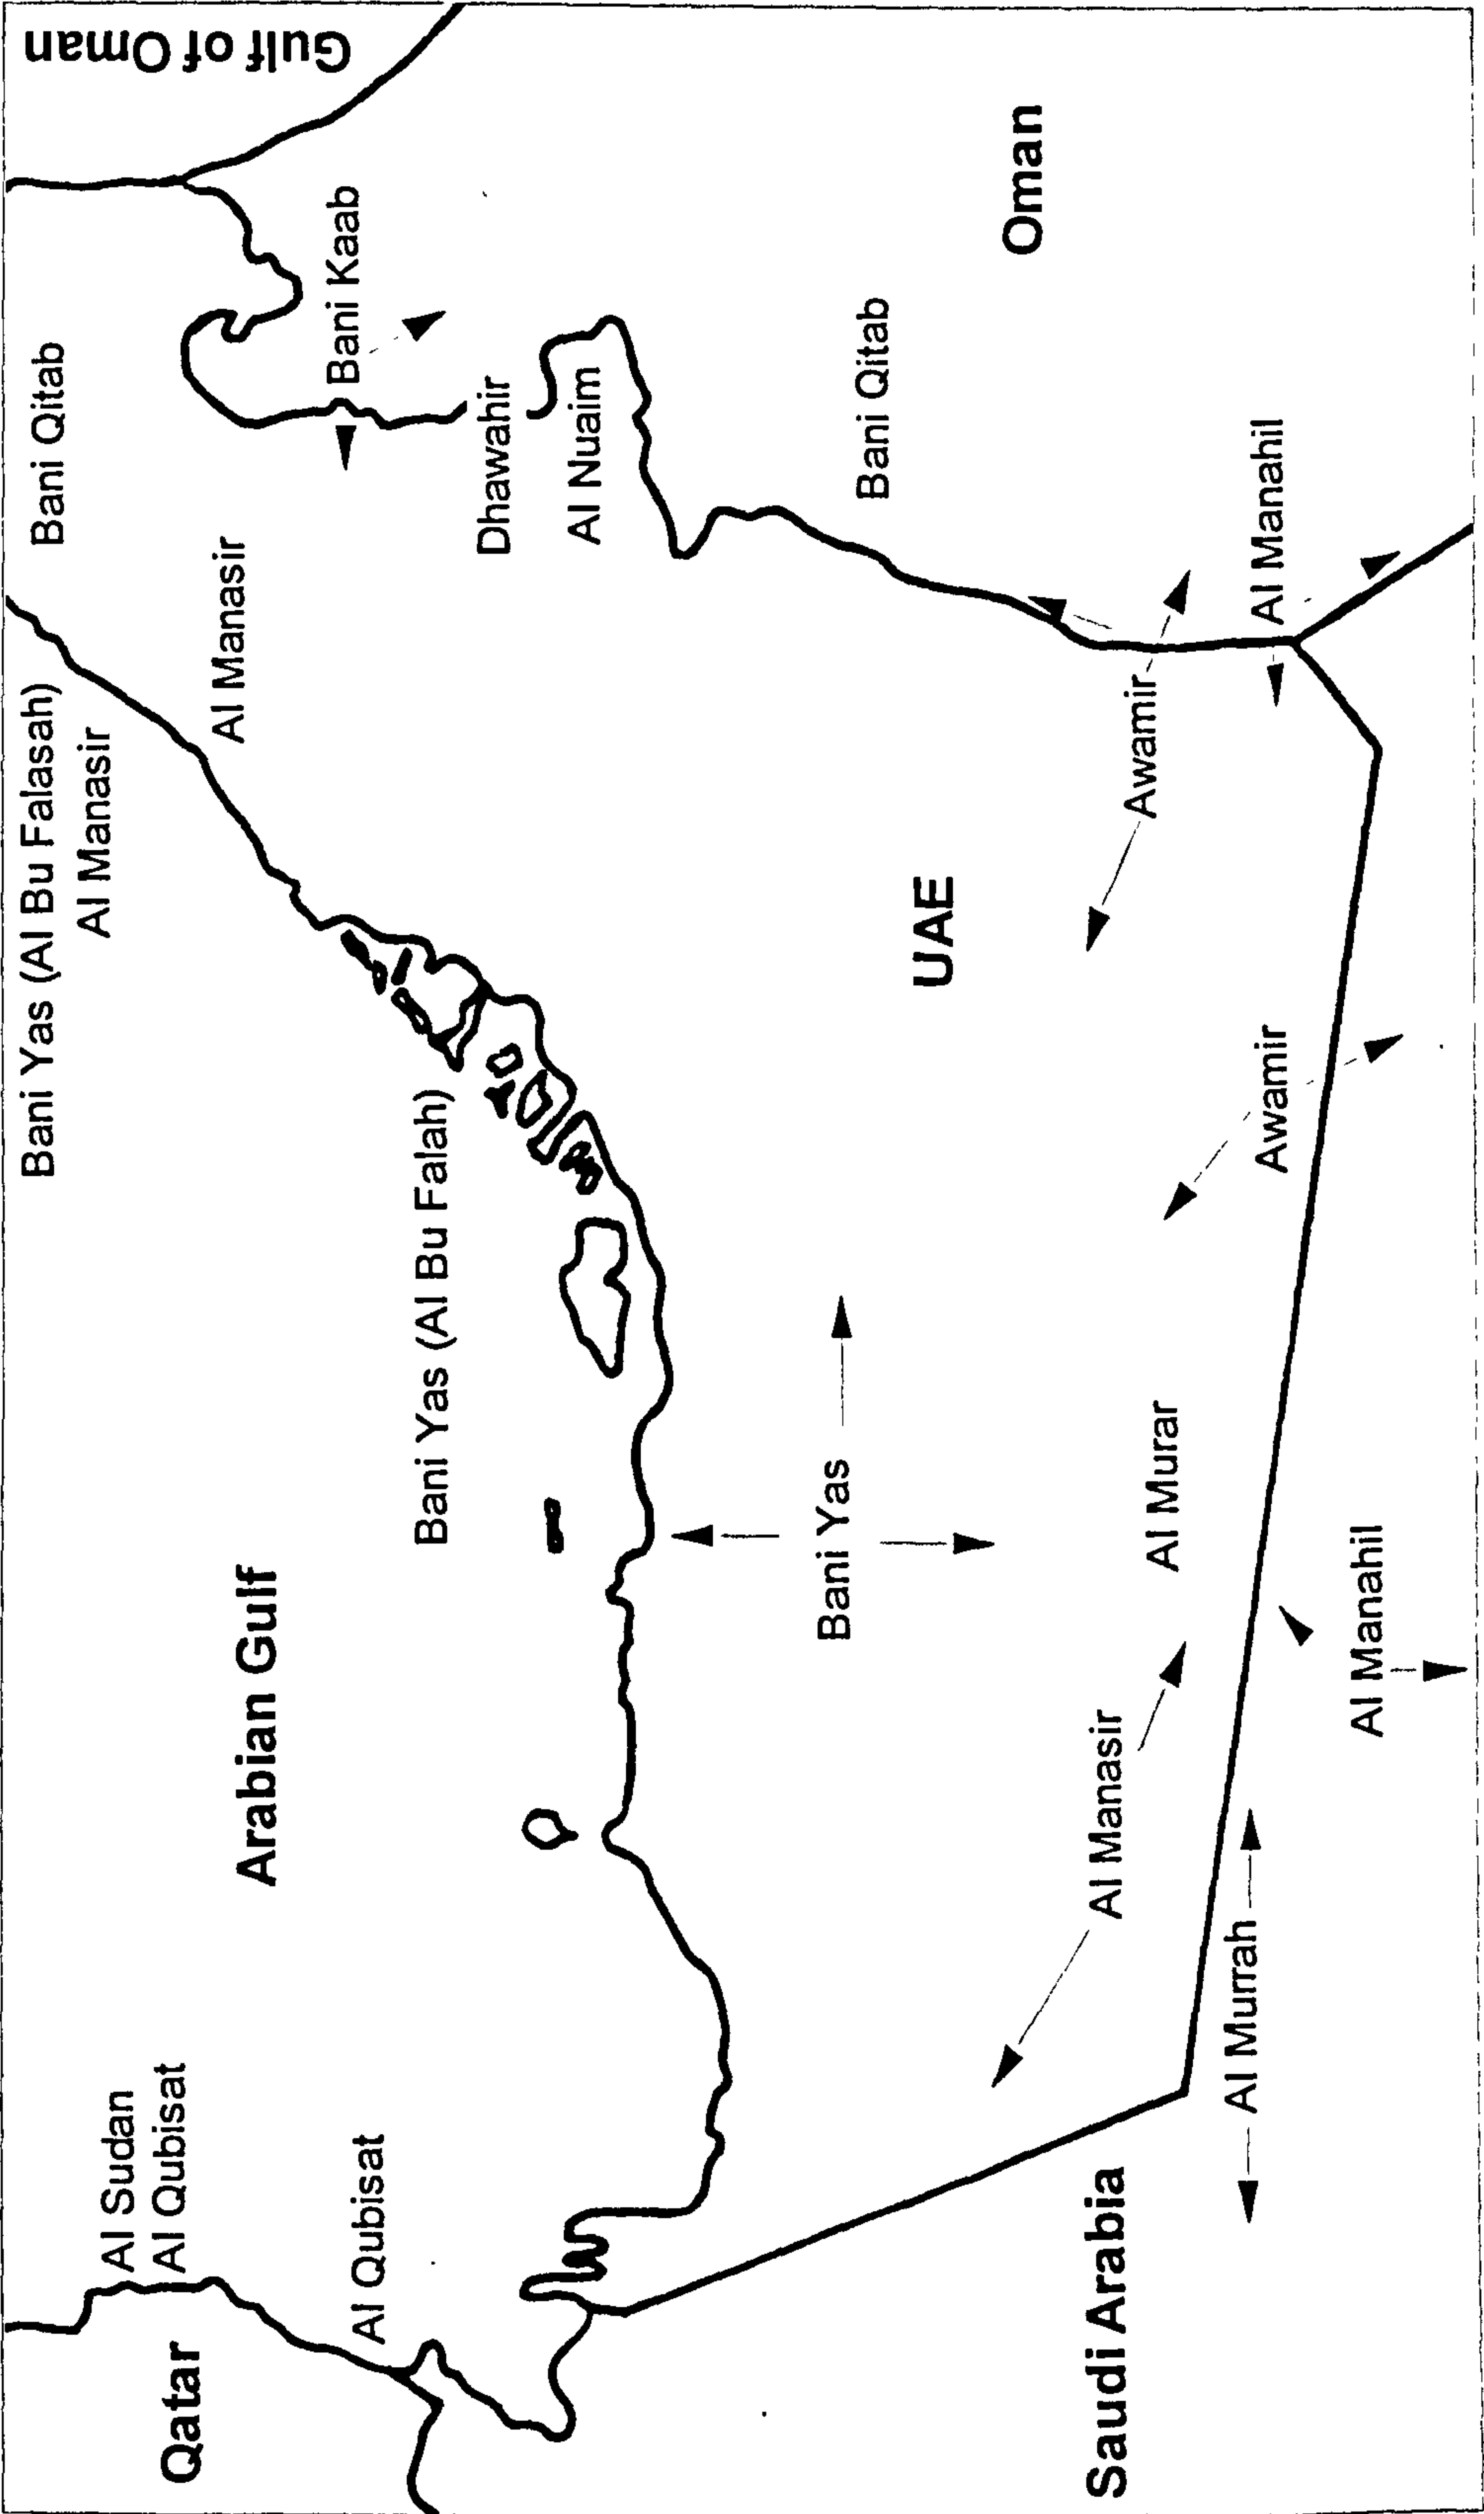 Gulf of Oman
Bani Yas (Al Bu Falasah)
Al Manasir
Bani Qitab
Al Sudan
Al Qubisat
Qatar
Al Manasir
Arabian Gulf
Bani Kaab
Al Qubisat
Bani Yas (Al Bu Falah)
Dhawahir
Al Nuaim
Bani Yas
Bani Qitab
UAE
Oman
Saudi Arabia
Al Manasir
Al Murar
Awamir
Al Murrah
Awamir
Al Manahil
Al Manahil